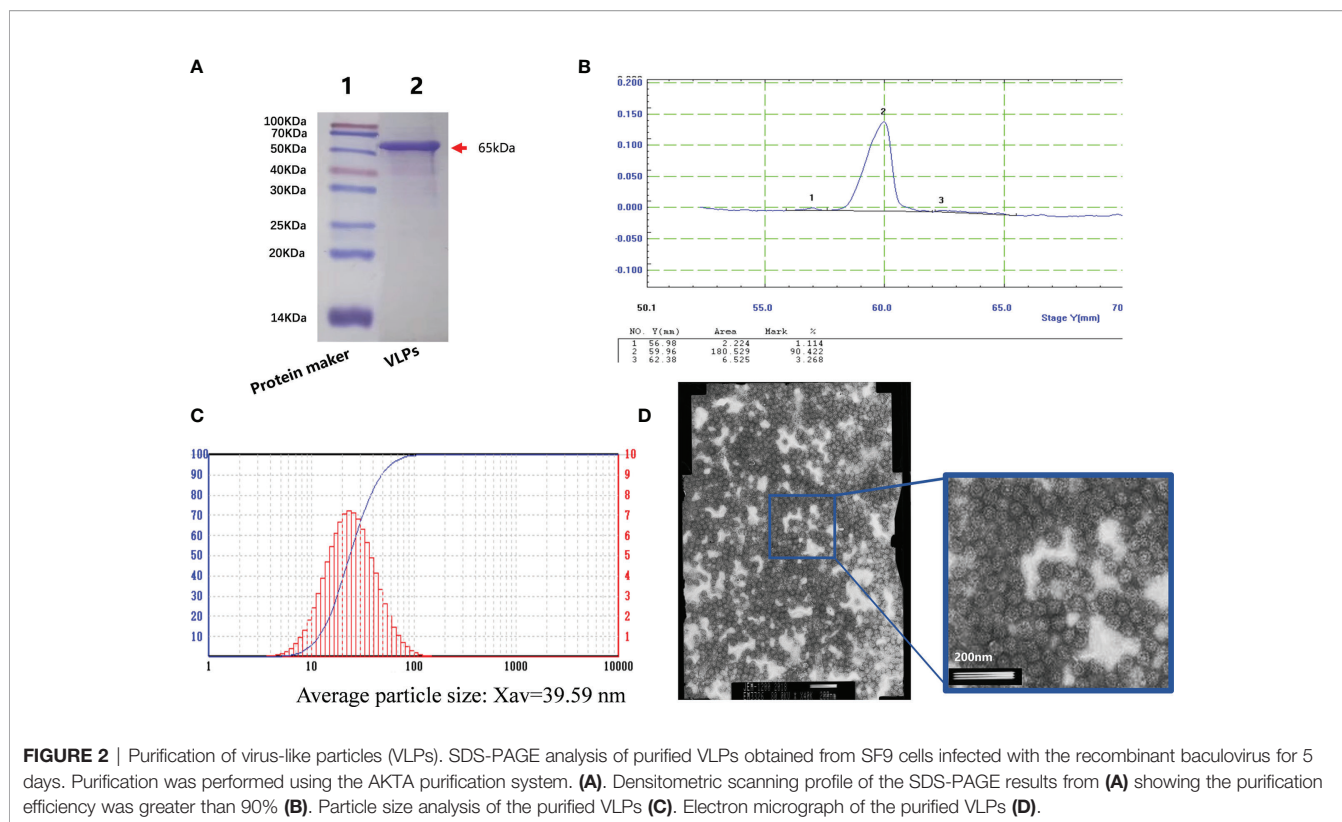 A
1 2
100KDa
70KDa
50KDa
40KDa
30KDa
25KDa
20KDa
14KDa
65kDa
Protein maker
VLPs
B
0.200
0.150
0.100
0.050
0.000
-0.050
-0.100
1
2
3
50.1 55.0 60.0 65.0 70
Stage Y(mm)
NO. Y(mm) Area Mark %
1 56.98 2.224 1.114
2 59.96 180.529 90.422
3 62.38 6.525 3.268
C
100
90
80
70
60
50
40
30
20
10
10
9
8
7
6
5
4
3
2
1
1 10 100 1000 10000
Average particle size: Xav=39.59 nm
D
200nm
FIGURE 2 | Purification of virus-like particles (VLPs). SDS-PAGE analysis of purified VLPs obtained from SF9 cells infected with the recombinant baculovirus for 5
days. Purification was performed using the AKTA purification system. (A). Densitometric scanning profile of the SDS-PAGE results from (A) showing the purification
efficiency was greater than 90% (B). Particle size analysis of the purified VLPs (C). Electron micrograph of the purified VLPs (D).